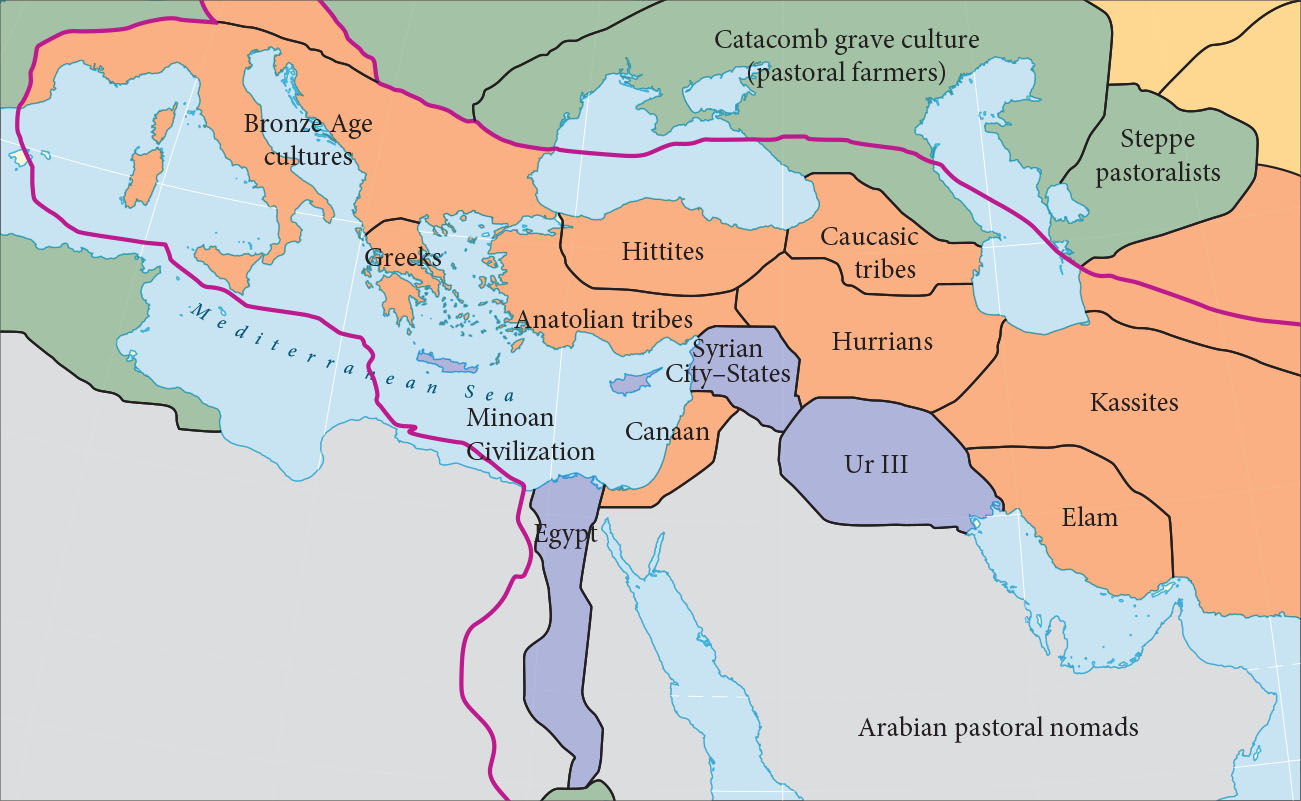 Catacomb grave culture
(pastoral farmers)
Steppe
pastoralists
Bronze Age
cultures
Greeks
Hittites
Caucasic
tribes
Anatolian tribes
Hurrians
Syrian
City–States
Mediterranean Sea
Kassites
Minoan
Civilization
Canaan
Ur III
Elam
Egypt
Arabian pastoral nomads